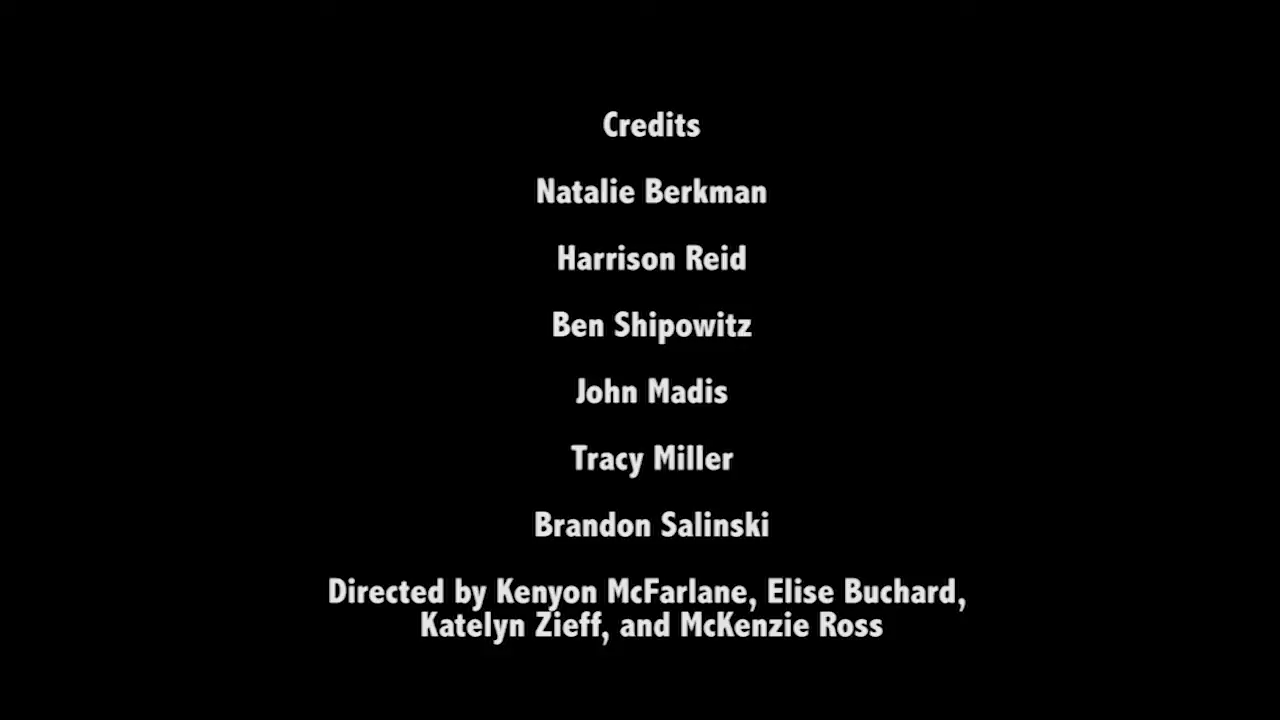 Credits
Natalie Berkman
Harrison Reid
Ben Shipowitz
John Madis
Tracy Miller
Brandon Salinski
Directed by Kenyon McFarlane, Elise Buchard,
Katelyn Zieff, and McKenzie Ross